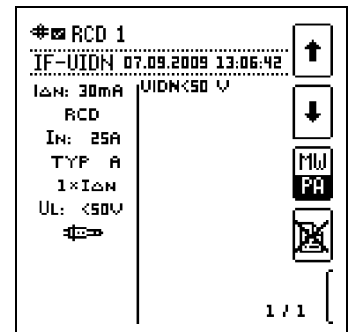 RCD 1
IF-UIDN 07.09.2009 13:06:42
IΔN: 30mA
UIDN<50 V
RCD
IN: 25A
TYP A
1×IΔN
UL: <50V
MW
PA
1/1